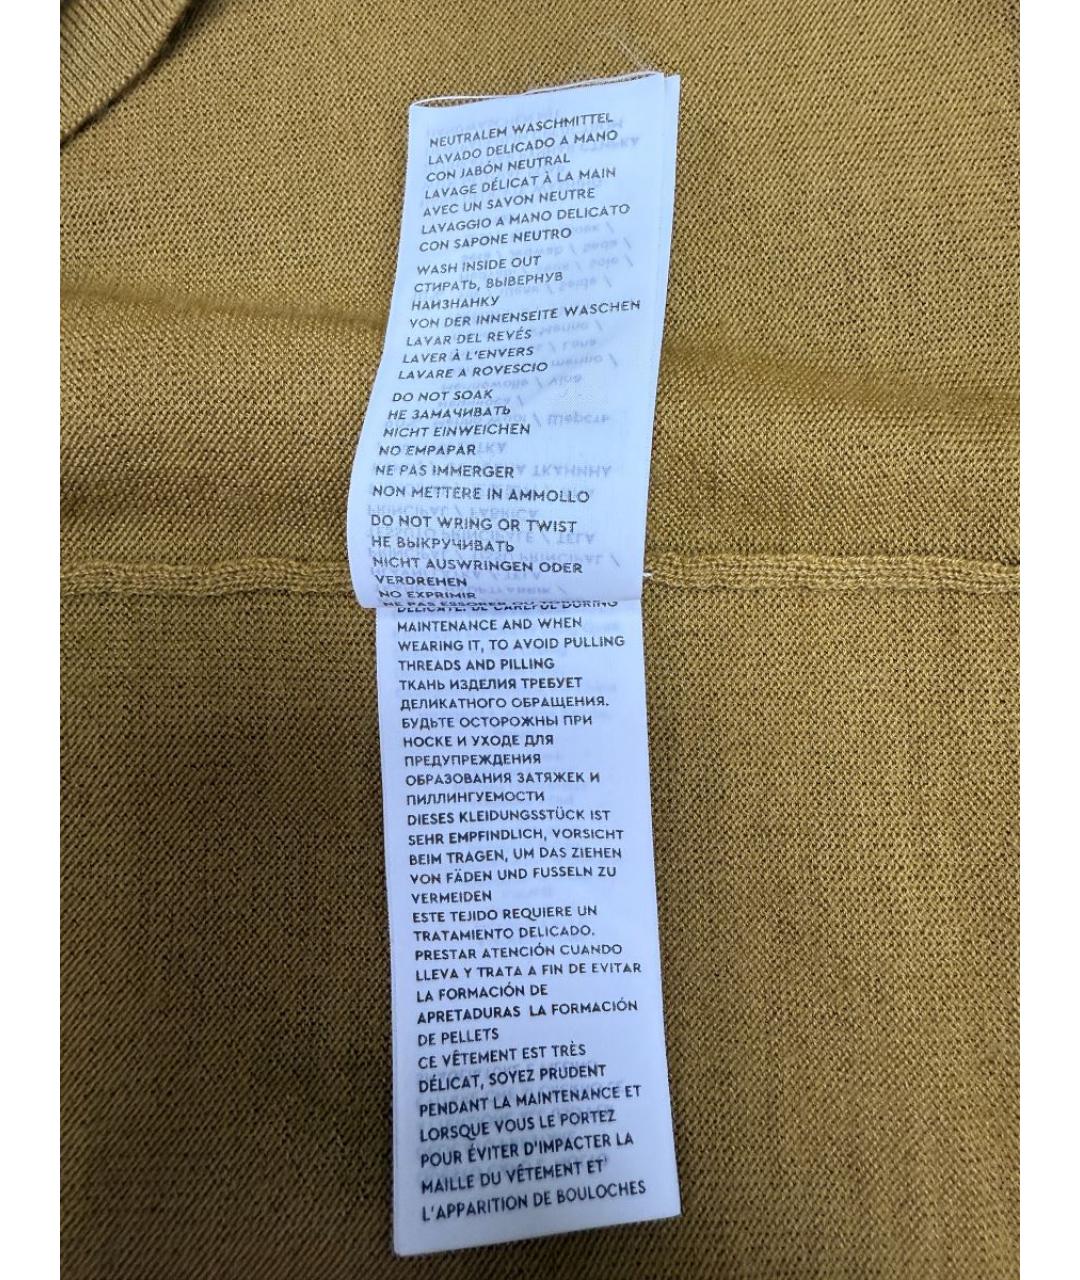 NEUTRALEM WASCHMITTEL
LAVADO DELICADO A MANO
CON JABÓN NEUTRAL
LAVAGE DÉLICAT À LA MAIN
AVEC UN SAVON NEUTRE
LAVAGGIO A MANO DELICATO
CON SAPONE NEUTRO
WASH INSIDE OUT
СТИРАТЬ, ВЫВЕРНУВ
НАИЗНАНКУ
VON DER INNENSEITE WASCHEN
LAVAR DEL REVÉS
LAVER À L'ENVERS
LAVARE A ROVESCIO
DO NOT SOAK
НЕ ЗАМАЧИВАТЬ
NICHT EINWEICHEN
NO EMPAPAR
NE PAS IMMERGER
NON METTERE IN AMMOLLO
DO NOT WRING OR TWIST
НЕ ВЫКРУЧИВАТЬ
NICHT AUSWRINGEN ODER
VERDREHEN
NO EXPRIMIR
NE PAS ESSORER OU
DELICATE. BE CAREFUL DURING
MAINTENANCE AND WHEN
WEARING IT, TO AVOID PULLING
THREADS AND PILLING
ТКАНЬ ИЗДЕЛИЯ ТРЕБУЕТ
ДЕЛИКАТНОГО ОБРАЩЕНИЯ.
БУДЬТЕ ОСТОРОЖНЫ ПРИ
НОСКЕ И УХОДЕ ДЛЯ
ПРЕДУПРЕЖДЕНИЯ
ОБРАЗОВАНИЯ ЗАТЯЖЕК И
ПИЛЛИНГУЕМОСТИ
DIESES KLEIDUNGSSTÜCK IST
SEHR EMPFINDLICH, VORSICHT
BEIM TRAGEN, UM DAS ZIEHEN
VON FÄDEN UND FUSSELN ZU
VERMEIDEN
ESTE TEJIDO REQUIERE UN
TRATAMIENTO DELICADO.
PRESTAR ATENCIÓN CUANDO
LLEVA Y TRATA A FIN DE EVITAR
LA FORMACIÓN DE
APRETADURAS LA FORMACIÓN
DE PELLETS
CE VÊTEMENT EST TRÈS
DÉLICAT, SOYEZ PRUDENT
PENDANT LA MAINTENANCE ET
LORSQUE VOUS LE PORTEZ
POUR ÉVITER D'IMPACTER LA
MAILLE DU VÊTEMENT ET
L'APPARITION DE BOULOCHES